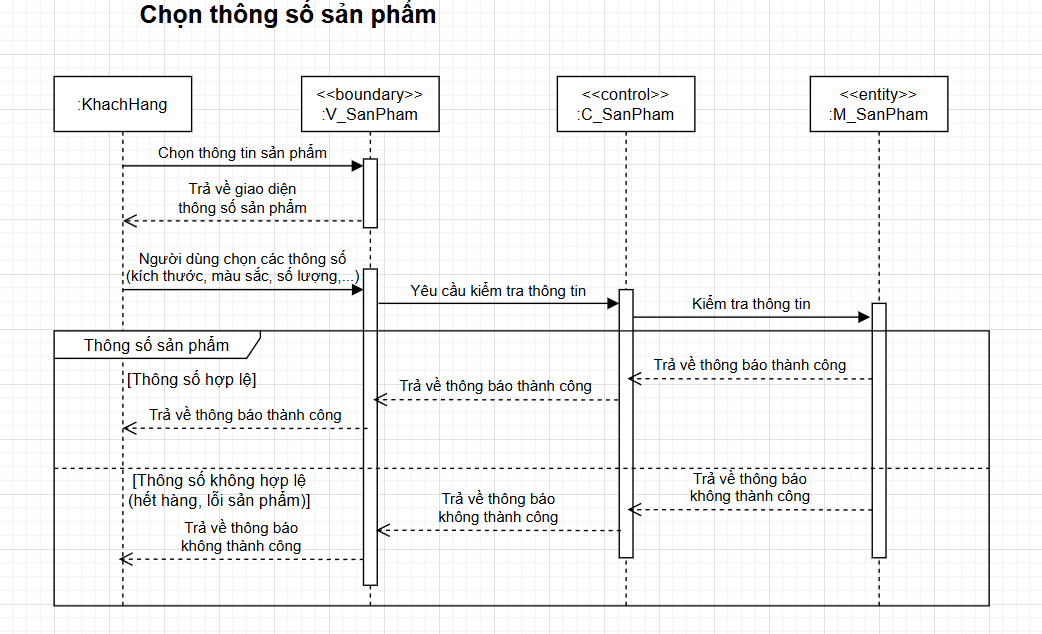 Chọn thông số sản phẩm
:KhachHang
<<boundary>>
:V_SanPham
<<control>>
:C_SanPham
<<entity>>
:M_SanPham
Chọn thông tin sản phẩm
Trả về giao diện
thông số sản phẩm
Người dùng chọn các thông số
(kích thước, màu sắc, số lượng,...)
Yêu cầu kiểm tra thông tin
Kiểm tra thông tin
Thông số sản phẩm
[Thông số hợp lệ]
Trả về thông báo thành công
Trả về thông báo thành công
Trả về thông báo thành công
[Thông số không hợp lệ
(hết hàng, lỗi sản phẩm)]
Trả về thông báo
không thành công
Trả về thông báo
không thành công
Trả về thông báo
không thành công